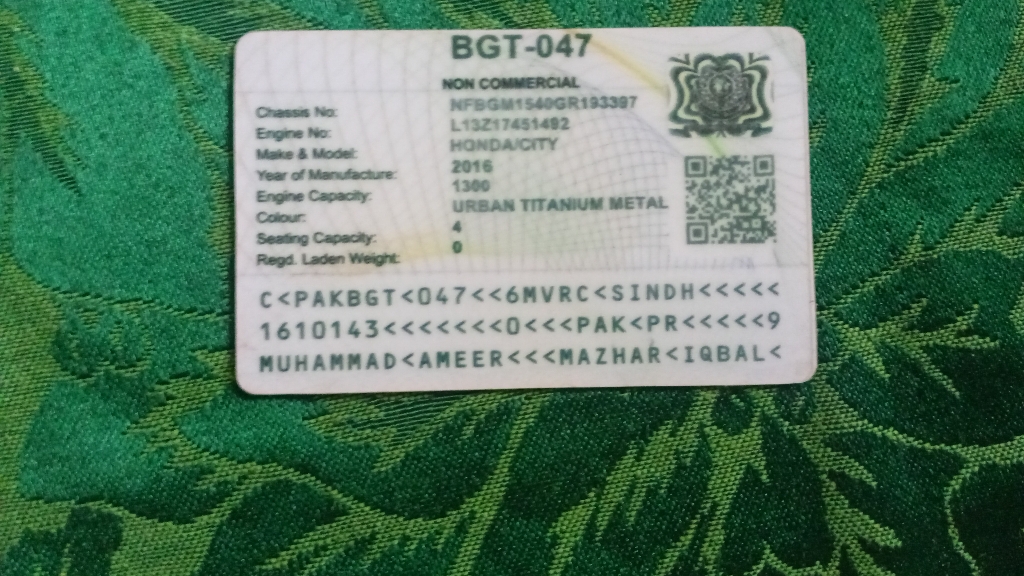 BGT-047
NON COMMERCIAL
Chassis No: NFBGM1540GR193397
Engine No: L13Z17451492
Make & Model: HONDA/CITY
Year of Manufacture: 2016
Engine Capacity: 1300
Colour: URBAN TITANIUM METAL
Seating Capacity: 4
Regd. Laden Weight: 0
C<PAKBGT<047<<6MVRC<SINDH<<<<<
1610143<<<<<<<0<<<PAK<PR<<<<<9
MUHAMMAD<AMEER<<<MAZHAR<IQBAL<